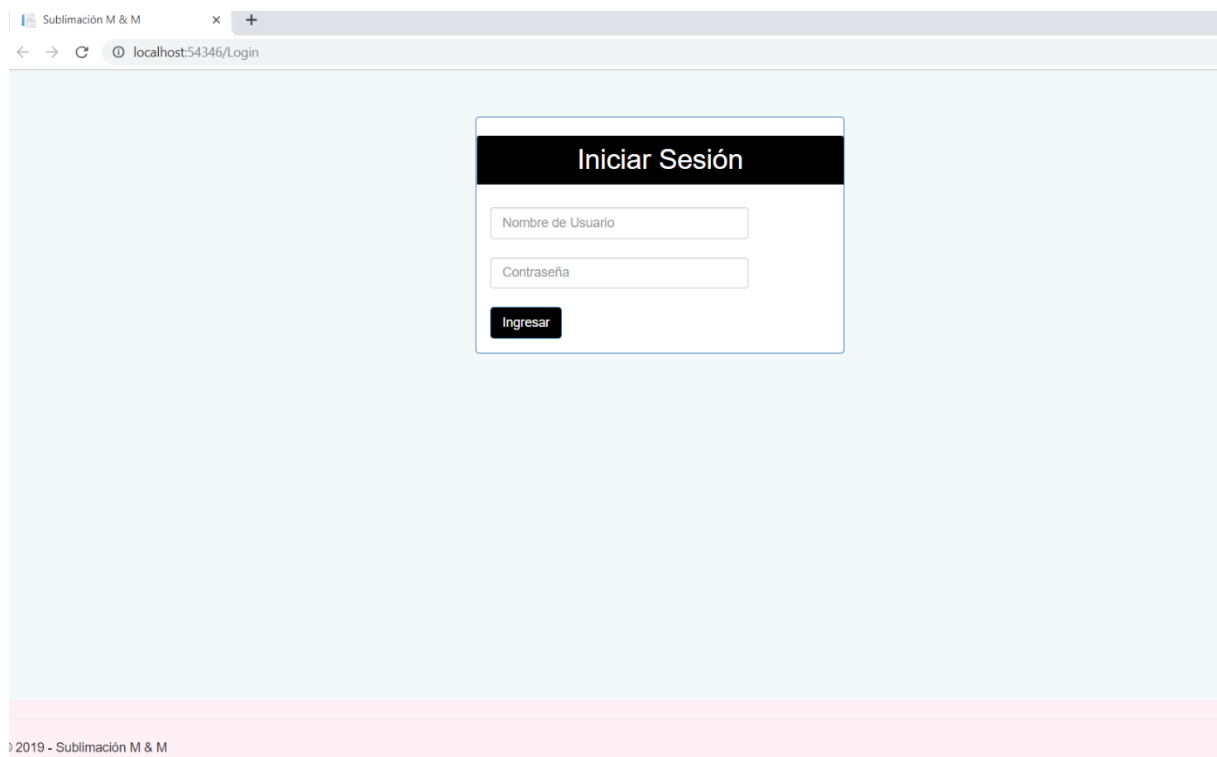 Sublimación M & M
localhost:54346/Login
Iniciar Sesión
Nombre de Usuario
Contraseña
Ingresar
© 2019 - Sublimación M & M